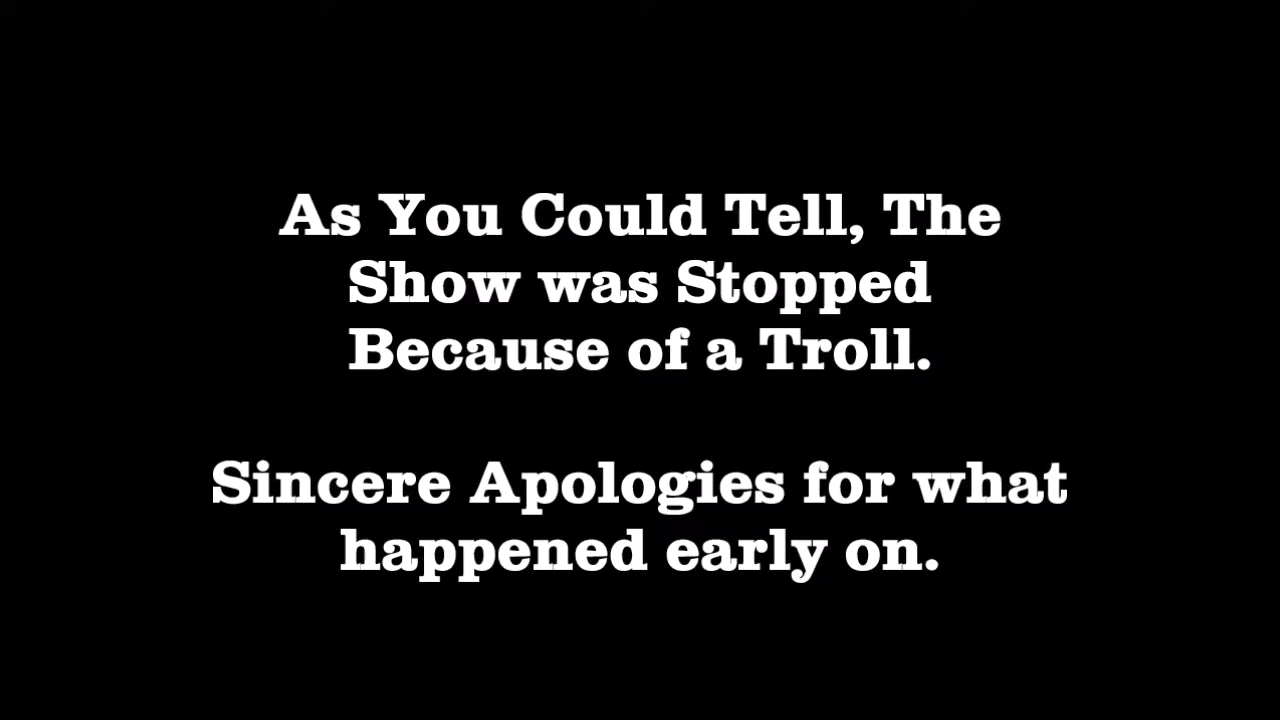 As You Could Tell, The
Show was Stopped
Because of a Troll.
Sincere Apologies for what
happened early on.